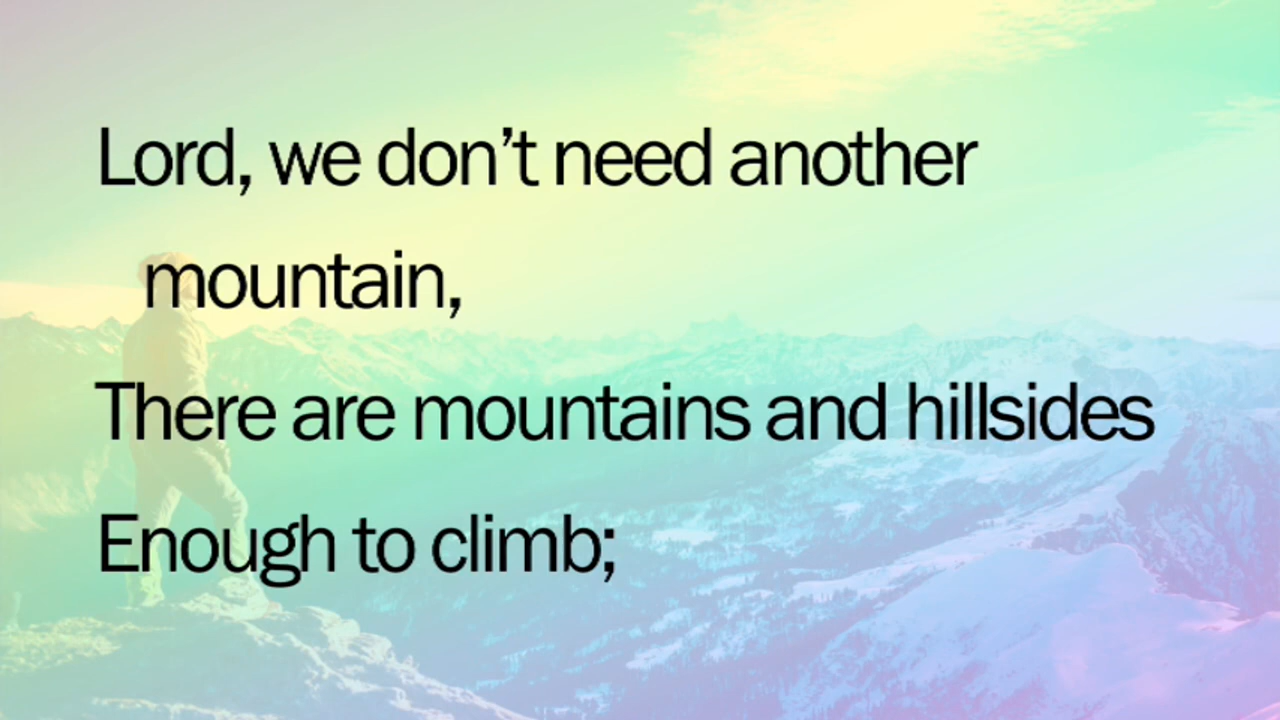 Lord, we don’t need another
mountain,
There are mountains and hillsides
Enough to climb;